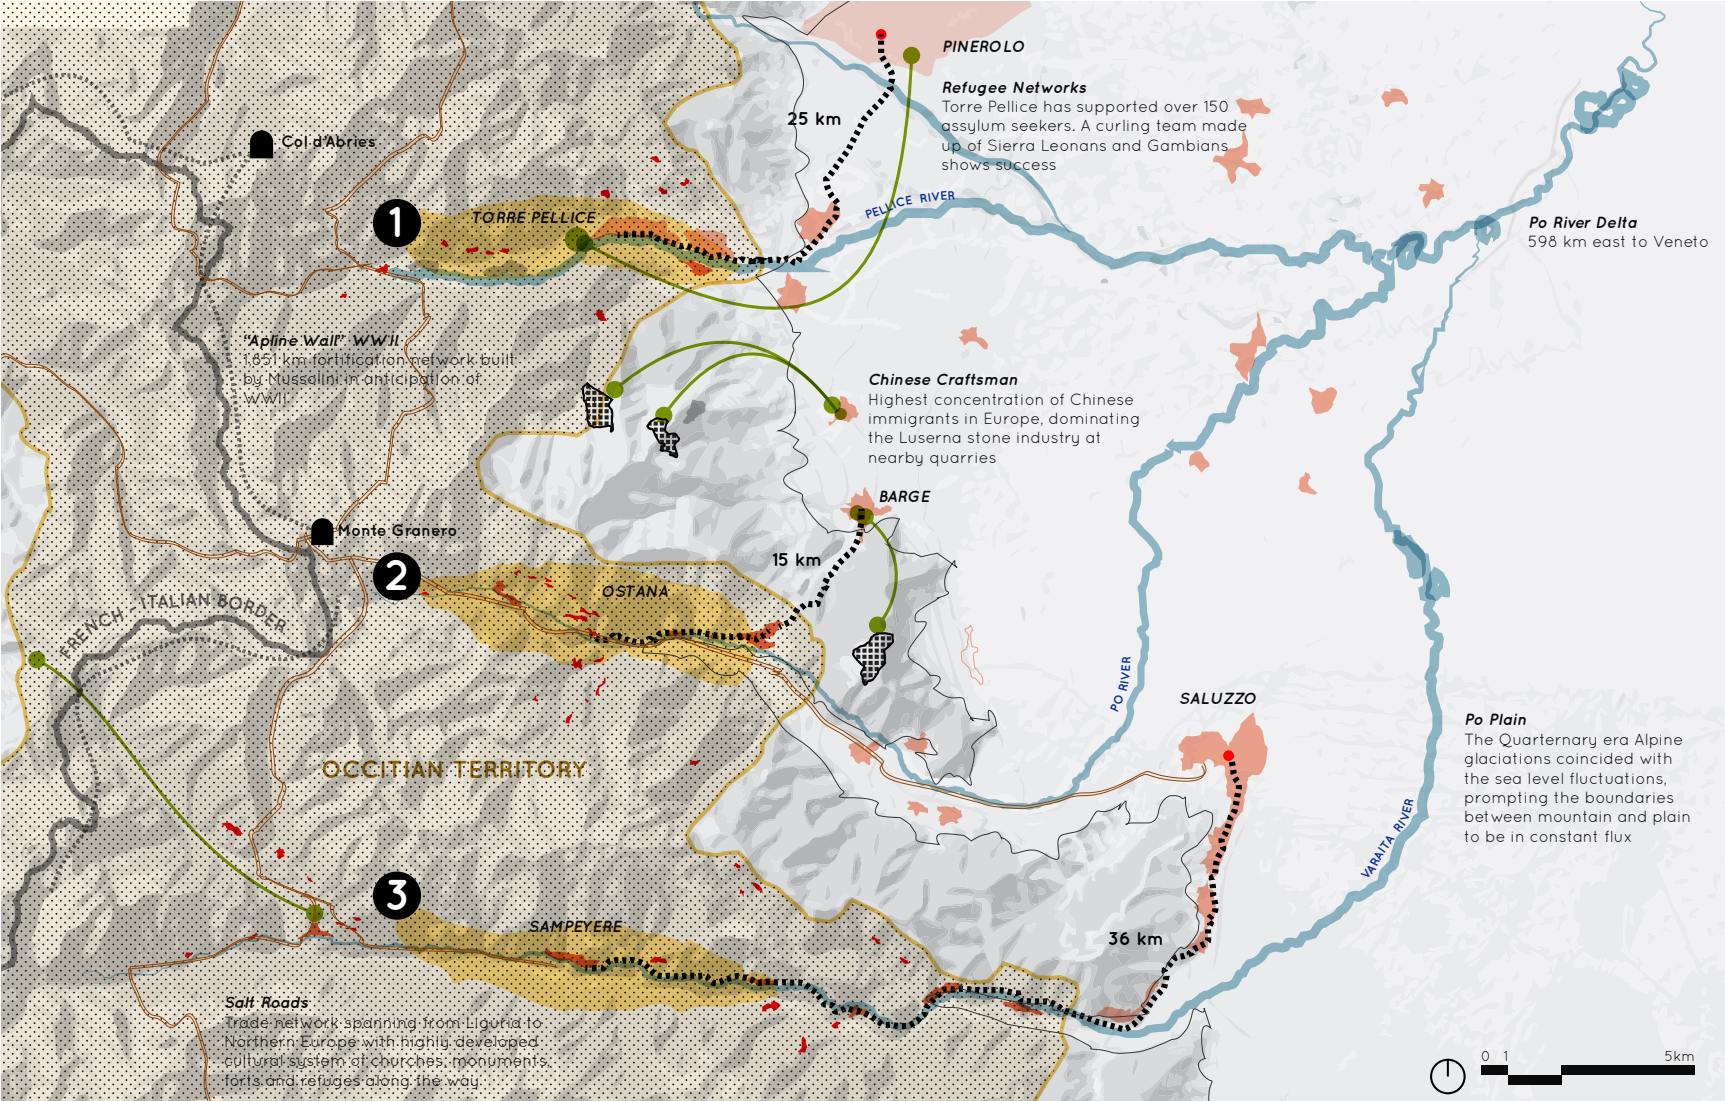 PINEROLO
Refugee Networks
Torre Pellice has supported over 150
assylum seekers. A curling team made
up of Sierra Leonans and Gambians
shows success
25 km
Col d'Abries
1
TORRE PELLICE
PELLICE RIVER
Po River Delta
598 km east to Veneto
“Apline Wall” WWII
1,851 km fortification network built
by Mussolini in anticipation of
WWII
Chinese Craftsman
Highest concentration of Chinese
immigrants in Europe, dominating
the Luserna stone industry at
nearby quarries
BARGE
Monte Granero
15 km
2
OSTANA
FRENCH - ITALIAN BORDER
PO RIVER
SALUZZO
Po Plain
The Quarternary era Alpine
glaciations coincided with
the sea level fluctuations,
prompting the boundaries
between mountain and plain
to be in constant flux
OCCITIAN TERRITORY
VARAITA RIVER
3
SAMPEYERE
36 km
Salt Roads
Trade network spanning from Liguria to
Northern Europe with highly developed
cultural system of churches, monuments,
forts and refuges along the way
0 1 5km